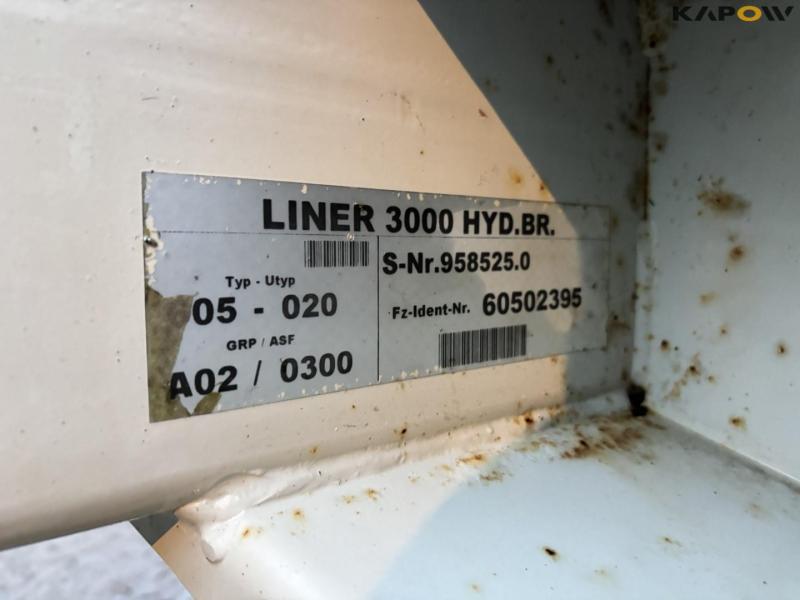 KAPOW
LINER 3000 HYD.BR.
Typ - Utyp
05 - 020
GRP / ASF
A02 / 0300
S-Nr.958525.0
Fz-Ident-Nr. 60502395